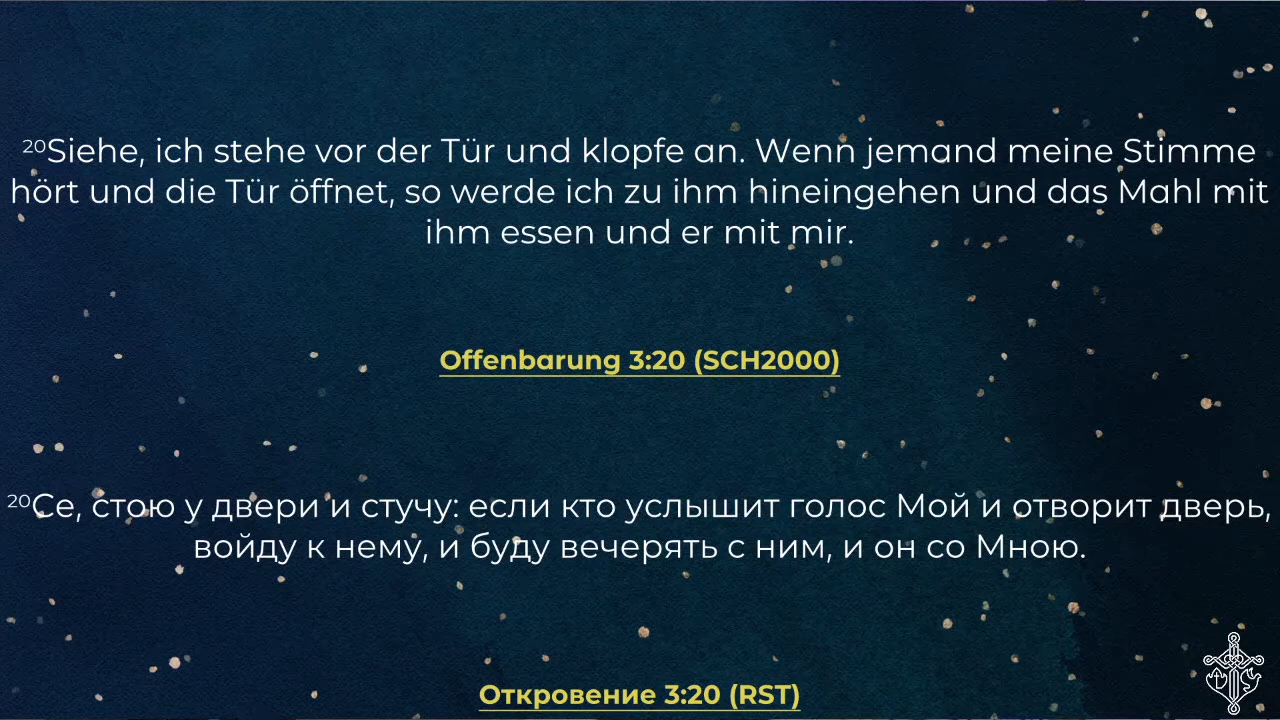 ²⁰Siehe, ich stehe vor der Tür und klopfe an. Wenn jemand meine Stimme
hört und die Tür öffnet, so werde ich zu ihm hineingehen und das Mahl mit
ihm essen und er mit mir.
Offenbarung 3:20 (SCH2000)
²⁰Се, стою у двери и стучу: если кто услышит голос Мой и отворит дверь,
войду к нему, и буду вечерять с ним, и он со Мною.
Откровение 3:20 (RST)